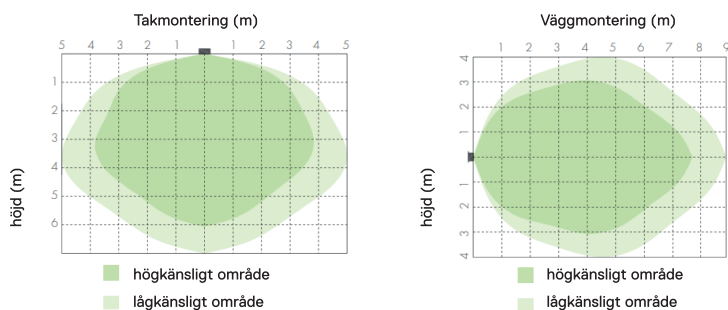 Takmontering (m)
5 4 3 2 1 1 2 3 4 5
1
2
3
4
5
6
höjd (m)
högkänsligt område
lågkänsligt område
Väggmontering (m)
1 2 3 4 5 6 7 8 9
4
3
2
1
1
2
3
4
höjd (m)
högkänsligt område
lågkänsligt område